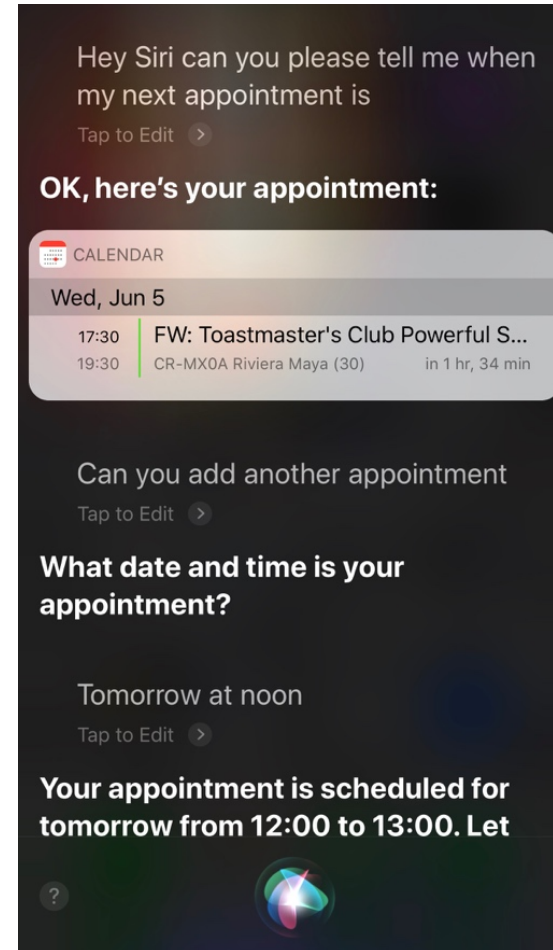 Hey Siri can you please tell me when
my next appointment is
Tap to Edit
OK, here's your appointment:
CALENDAR
Wed, Jun 5
17:30 FW: Toastmaster's Club Powerful S...
19:30 CR-MX0A Riviera Maya (30) in 1 hr, 34 min
Can you add another appointment
Tap to Edit
What date and time is your
appointment?
Tomorrow at noon
Tap to Edit
Your appointment is scheduled for
tomorrow from 12:00 to 13:00. Let
?